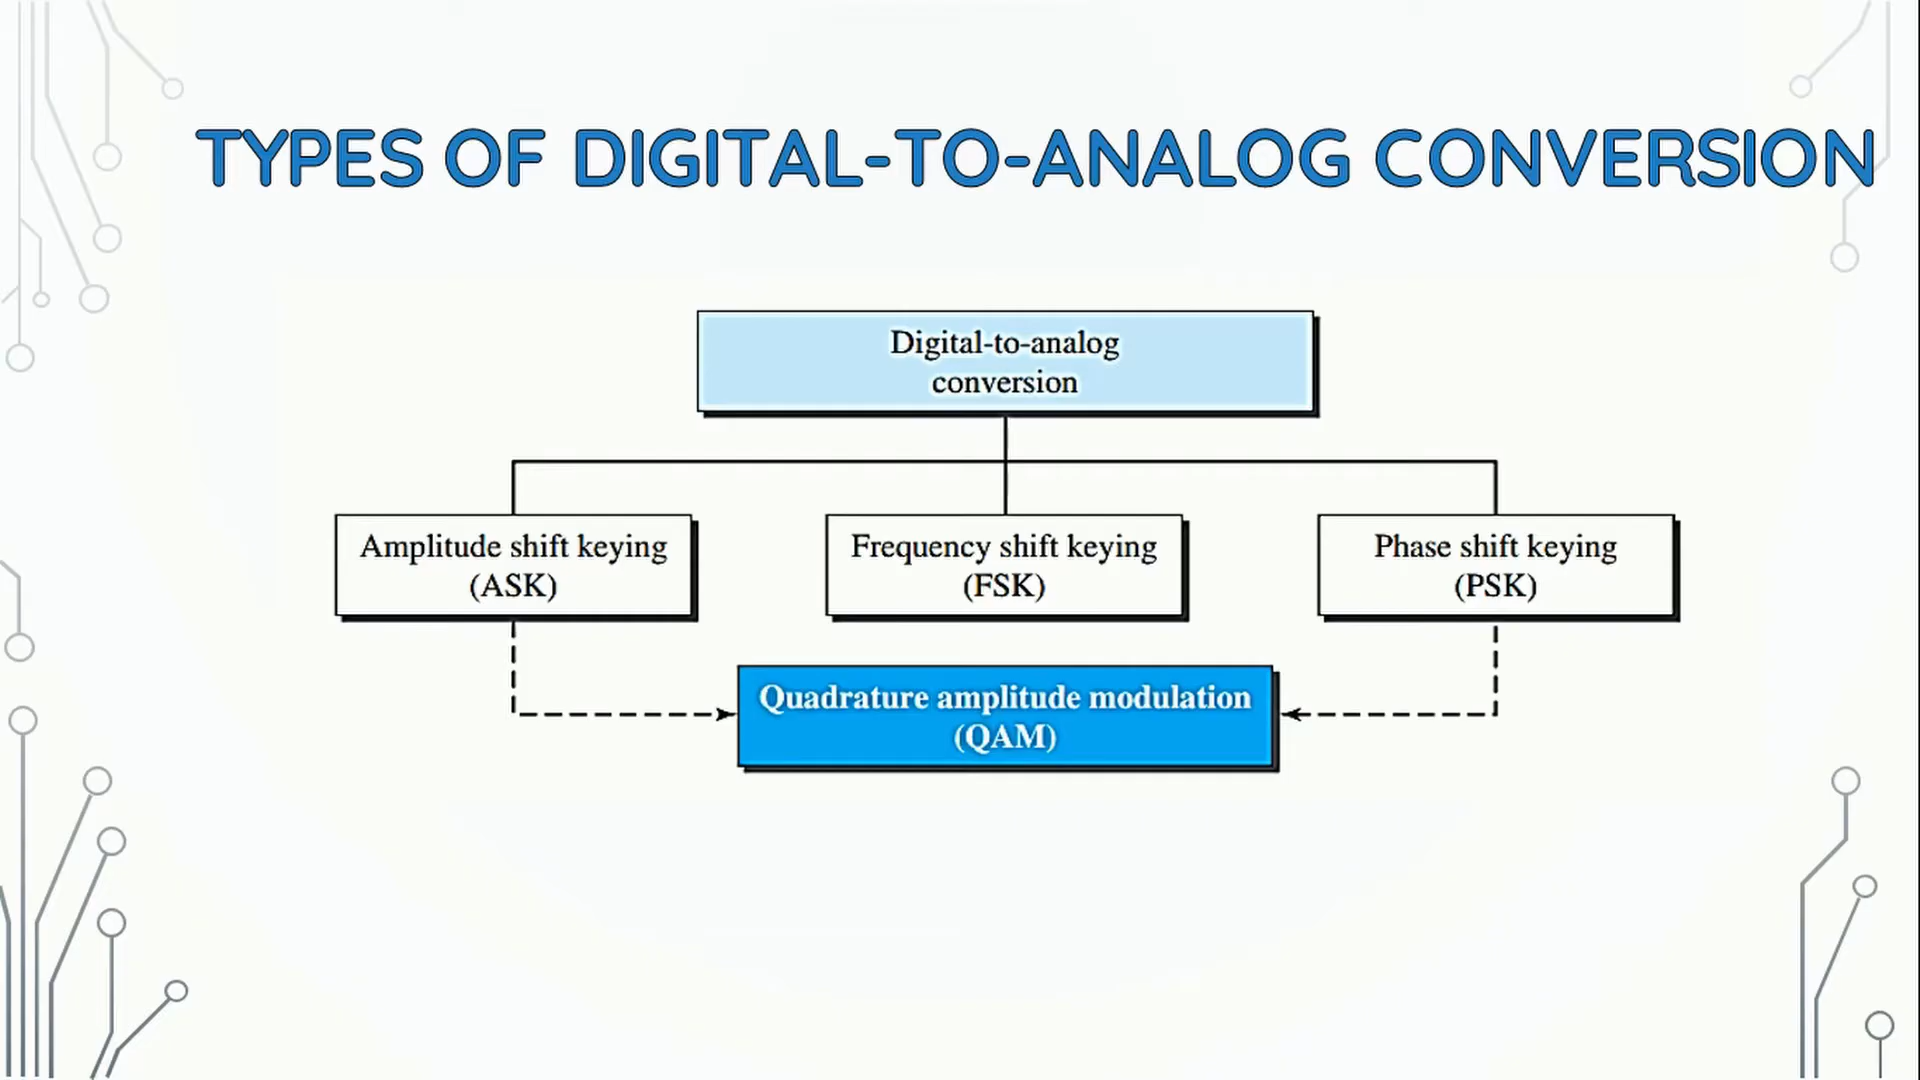 TYPES OF DIGITAL-TO-ANALOG CONVERSION
Digital-to-analog
conversion
Amplitude shift keying
(ASK)
Frequency shift keying
(FSK)
Phase shift keying
(PSK)
Quadrature amplitude modulation
(QAM)